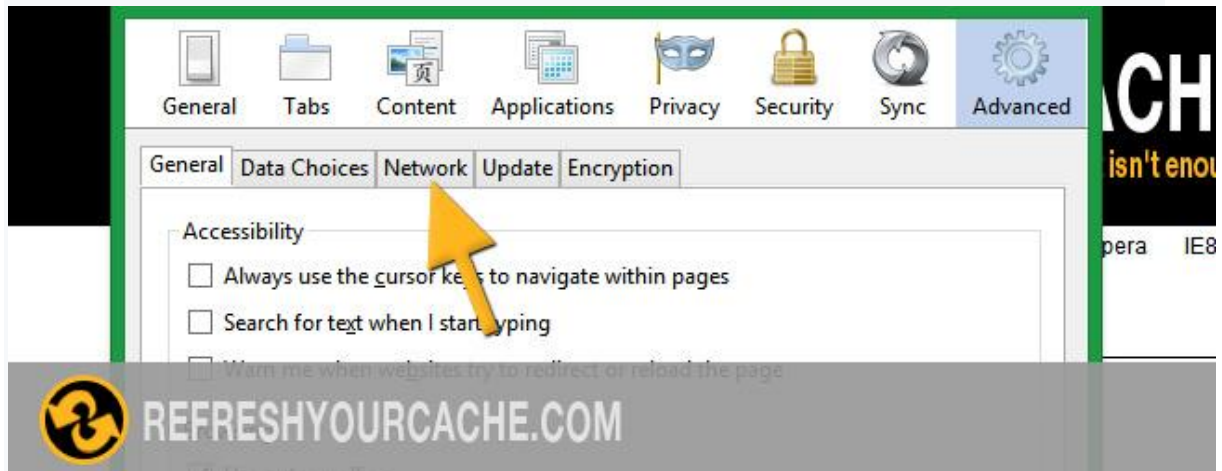 页
General Tabs Content Applications Privacy Security Sync Advanced
ACHE
General Data Choices Network Update Encryption
isn't enou
Accessibility
pera IE8
Always use the cursor keys to navigate within pages
Search for text when I start typing
Warn me when websites try to redirect or reload the page
REFRESHYOURCACHE.COM